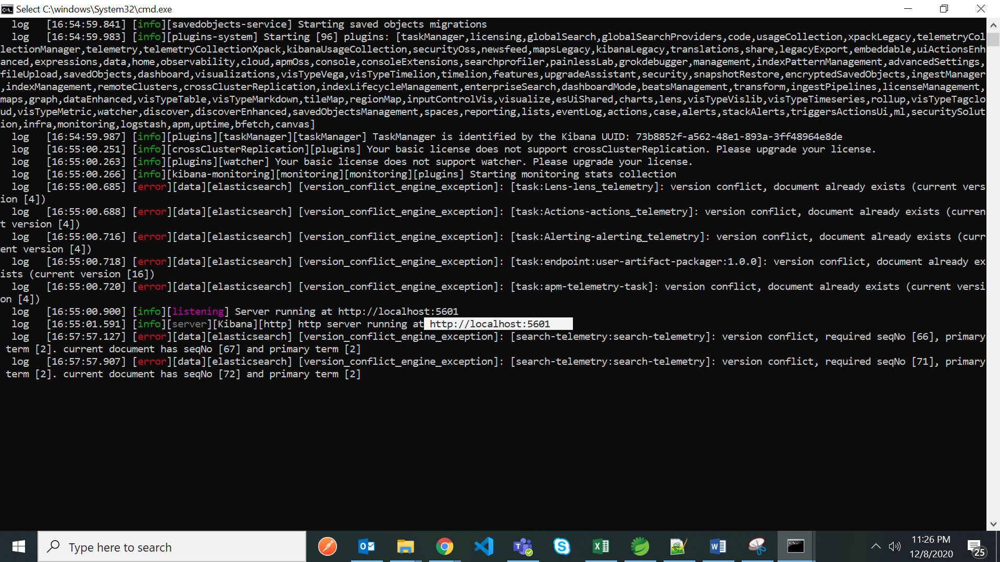 Select C:\windows\System32\cmd.exe
log [16:54:59.841] [info][savedobjects-service] Starting saved objects migrations
log [16:54:59.983] [info][plugins-system] Starting [96] plugins: [taskManager,licensing,globalSearch,globalSearchProviders,code,usageCollection,xpackLegacy,telemetryCol
lectionManager,telemetry,telemetryCollectionXpack,kibanaUsageCollection,securityOss,newsfeed,mapsLegacy,kibanaLegacy,translations,share,legacyExport,embeddable,uiActionsEnh
anced,expressions,data,home,observability,cloud,apmOss,console,consoleExtensions,searchprofiler,painlessLab,grokdebugger,management,indexPatternManagement,advancedSettings,
fileUpload,savedObjects,dashboard,visualizations,visTypeVega,visTypeTimelion,timelion,features,upgradeAssistant,security,snapshotRestore,encryptedSavedObjects,ingestManager
,indexManagement,remoteClusters,crossClusterReplication,indexLifecycleManagement,enterpriseSearch,dashboardMode,beatsManagement,transform,ingestPipelines,licenseManagement,
maps,graph,dataEnhanced,visTypeTable,visTypeMarkdown,tileMap,regionMap,inputControlVis,visualize,esUiShared,charts,lens,visTypeVislib,visTypeTimeseries,rollup,visTypeTagclo
ud,visTypeMetric,watcher,discover,discoverEnhanced,savedObjectsManagement,spaces,reporting,lists,eventLog,actions,case,alerts,stackAlerts,triggersActionsUi,ml,securitySolut
ion,infra,monitoring,logstash,apm,uptime,bfetch,canvas]
log [16:54:59.987] [info][plugins][taskManager][taskManager] TaskManager is identified by the Kibana UUID: 73b8852f-a562-48e1-893a-3ff48964e8de
log [16:55:00.251] [info][crossClusterReplication][plugins] Your basic license does not support crossClusterReplication. Please upgrade your license.
log [16:55:00.263] [info][plugins][watcher] Your basic license does not support watcher. Please upgrade your license.
log [16:55:00.266] [info][kibana-monitoring][monitoring][monitoring][plugins] Starting monitoring stats collection
log [16:55:00.685] [error][data][elasticsearch] [version_conflict_engine_exception]: [task:Lens-lens_telemetry]: version conflict, document already exists (current vers
ion [4])
log [16:55:00.688] [error][data][elasticsearch] [version_conflict_engine_exception]: [task:Actions-actions_telemetry]: version conflict, document already exists (curren
t version [4])
log [16:55:00.716] [error][data][elasticsearch] [version_conflict_engine_exception]: [task:Alerting-alerting_telemetry]: version conflict, document already exists (curr
ent version [4])
log [16:55:00.718] [error][data][elasticsearch] [version_conflict_engine_exception]: [task:endpoint:user-artifact-packager:1.0.0]: version conflict, document already ex
ists (current version [16])
log [16:55:00.720] [error][data][elasticsearch] [version_conflict_engine_exception]: [task:apm-telemetry-task]: version conflict, document already exists (current versi
on [4])
log [16:55:00.900] [info][listening] Server running at http://localhost:5601
log [16:55:01.591] [info][server][Kibana][http] http server running at http://localhost:5601
log [16:57:57.127] [error][data][elasticsearch] [version_conflict_engine_exception]: [search-telemetry:search-telemetry]: version conflict, required seqNo [66], primary
term [2]. current document has seqNo [67] and primary term [2]
log [16:57:57.907] [error][data][elasticsearch] [version_conflict_engine_exception]: [search-telemetry:search-telemetry]: version conflict, required seqNo [71], primary
term [2]. current document has seqNo [72] and primary term [2]
Type here to search
11:26 PM
12/8/2020
25